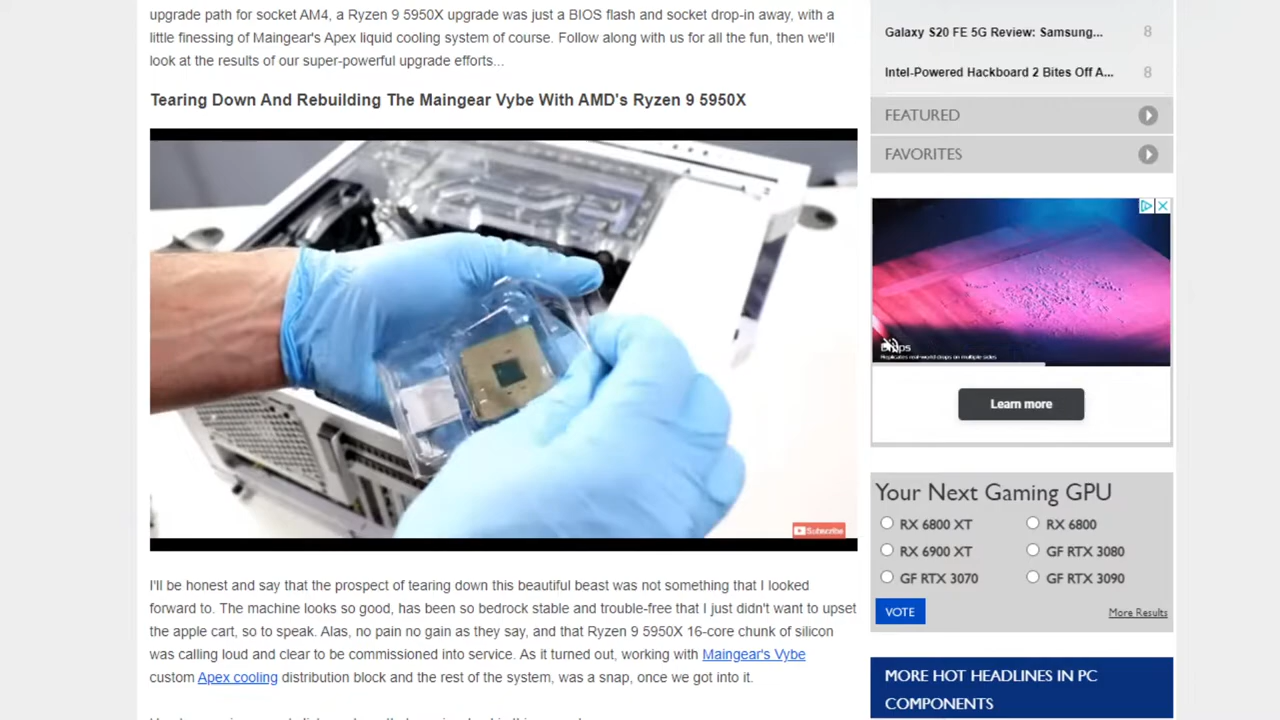 upgrade path for socket AM4, a Ryzen 9 5950X upgrade was just a BIOS flash and socket drop-in away, with a
little finessing of Maingear's Apex liquid cooling system of course. Follow along with us for all the fun, then we'll
look at the results of our super-powerful upgrade efforts...
Tearing Down And Rebuilding The Maingear Vybe With AMD's Ryzen 9 5950X
Subscribe
I'll be honest and say that the prospect of tearing down this beautiful beast was not something that I looked
forward to. The machine looks so good, has been so bedrock stable and trouble-free that I just didn't want to upset
the apple cart, so to speak. Alas, no pain no gain as they say, and that Ryzen 9 5950X 16-core chunk of silicon
was calling loud and clear to be commissioned into service. As it turned out, working with Maingear's Vybe
custom Apex cooling distribution block and the rest of the system, was a snap, once we got into it.
Galaxy S20 FE 5G Review: Samsung... 8
Intel-Powered Hackboard 2 Bites Off A... 8
FEATURED
FAVORITES
Replicates real-world drops on multiple sides
Learn more
Your Next Gaming GPU
RX 6800 XT RX 6800
RX 6900 XT GF RTX 3080
GF RTX 3070 GF RTX 3090
VOTE More Results
MORE HOT HEADLINES IN PC
COMPONENTS